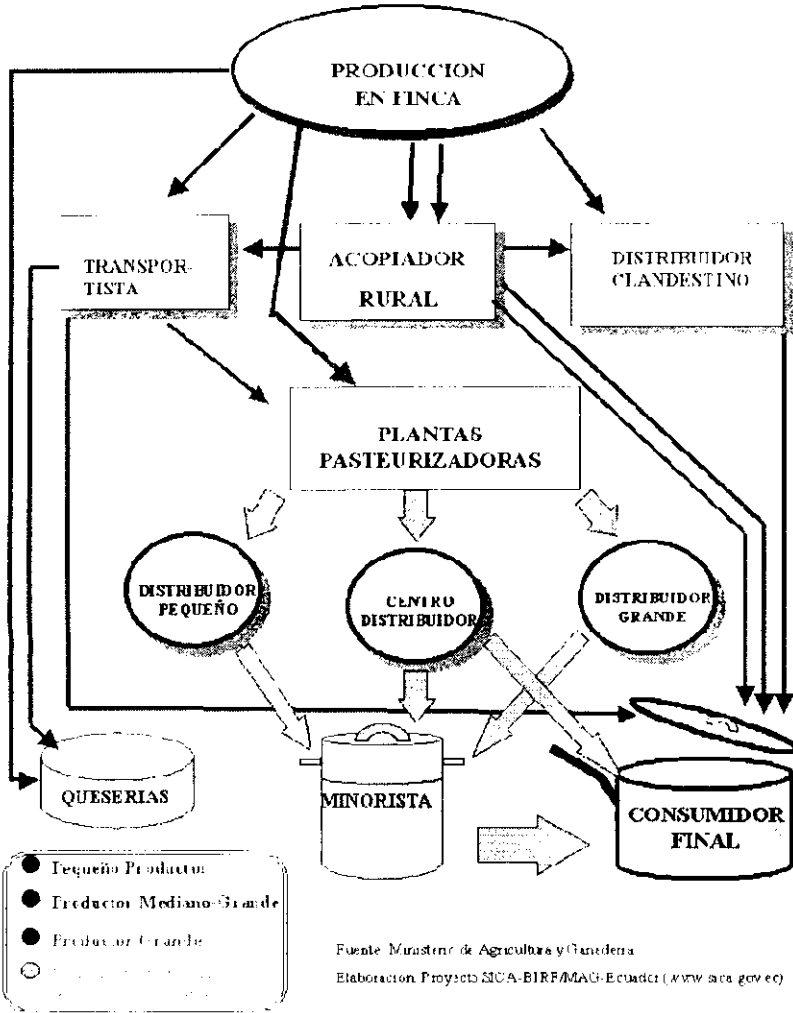 PRODUCCION
EN FINCA
TRANSPOR-
TISTA
ACOPIADOR
RURAL
DISTRIBUIDOR
CLANDESTINO
PLANTAS
PASTEURIZADORAS
DISTRIBUIDOR
PEQUEÑO
CENTRO
DISTRIBUIDOR
DISTRIBUIDOR
GRANDE
QUESERIAS
MINORISTA
CONSUMIDOR
FINAL
Pequeño Productor
Productor Mediano-Grande
Productor Grande
Fuente Ministerio de Agricultura y Ganaderia
Elaboracion Proyecto SICA-BIRF/MAG-Ecuador (www sica gov ec)